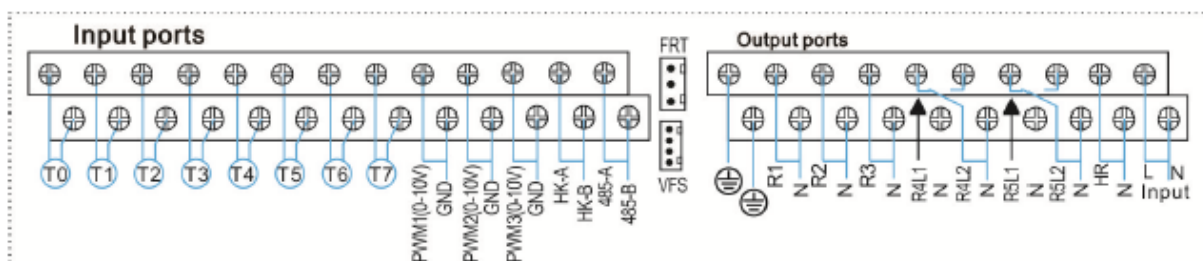 Input ports
FRT
Output ports
T0
T1
T2
T3
T4
T5
T6
T7
PWM1(0-10V)
GND
PWM2(0-10V)
GND
PWM3(0-10V)
GND
HK-A
HK-B
485-A
485-B
VFS
R1
N
R2
N
R3
N
R4L1
N
R4L2
N
R5L1
N
R5L2
N
HR
N
L
N
Input